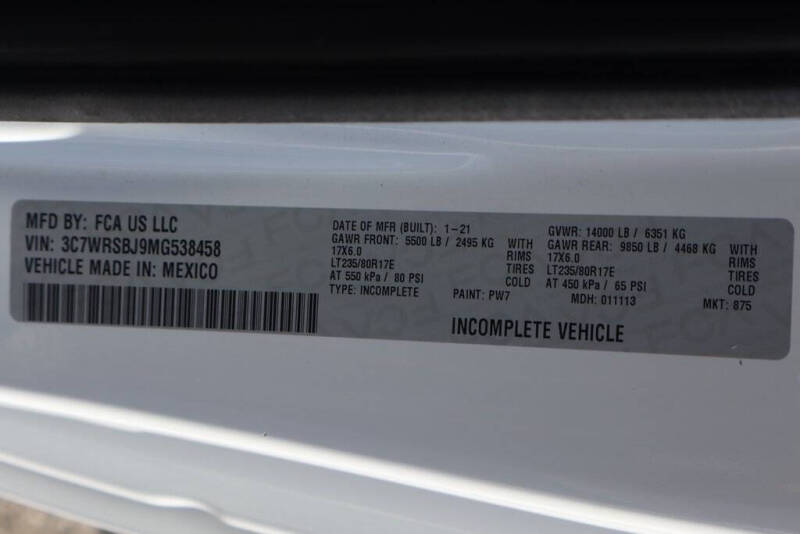 MFD BY: FCA US LLC
VIN: 3C7WRSBJ9MG538458
VEHICLE MADE IN: MEXICO
DATE OF MFR (BUILT): 1-21
GAWR FRONT: 5500 LB / 2495 KG WITH
17X6.0 RIMS
LT235/80R17E TIRES
AT 550 kPa / 80 PSI COLD
TYPE: INCOMPLETE
GVWR: 14000 LB / 6351 KG
GAWR REAR: 9850 LB / 4468 KG WITH
17X6.0 RIMS
LT235/80R17E TIRES
AT 450 kPa / 65 PSI COLD
PAINT: PW7 MDH: 011113 MKT: 875
INCOMPLETE VEHICLE